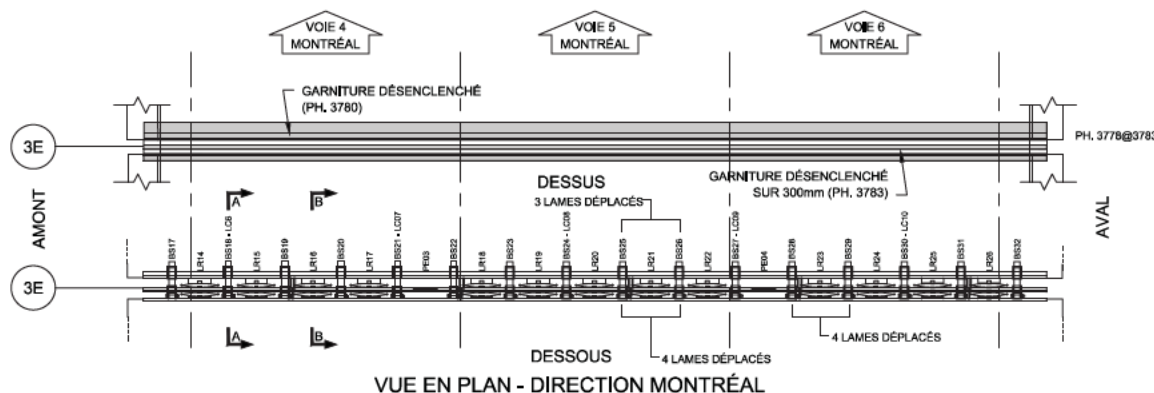 VOIE 4
MONTRÉAL
VOIE 5
MONTRÉAL
VOIE 6
MONTRÉAL
GARNITURE DÉSENCLENCHÉ
(PH. 3780)
3E
PH. 3778@3783
GARNITURE DÉSENCLENCHÉ
SUR 300mm (PH. 3783)
DESSUS
3 LAMES DÉPLACÉS
A
B
AMONT
AVAL
BS17
LR14
BS18 - LC6
LR15
BS19
LR16
BS20
LR17
BS21 - LC07
PE03
BS22
LR18
BS23
LR19
BS24 - LC08
LR20
BS25
LR21
BS26
LR22
BS27 - LC09
PE04
BS28
LR23
BS29
LR24
BS30 - LC10
LR25
BS31
LR26
BS32
3E
A
B
4 LAMES DÉPLACÉS
4 LAMES DÉPLACÉS
DESSOUS
VUE EN PLAN - DIRECTION MONTRÉAL